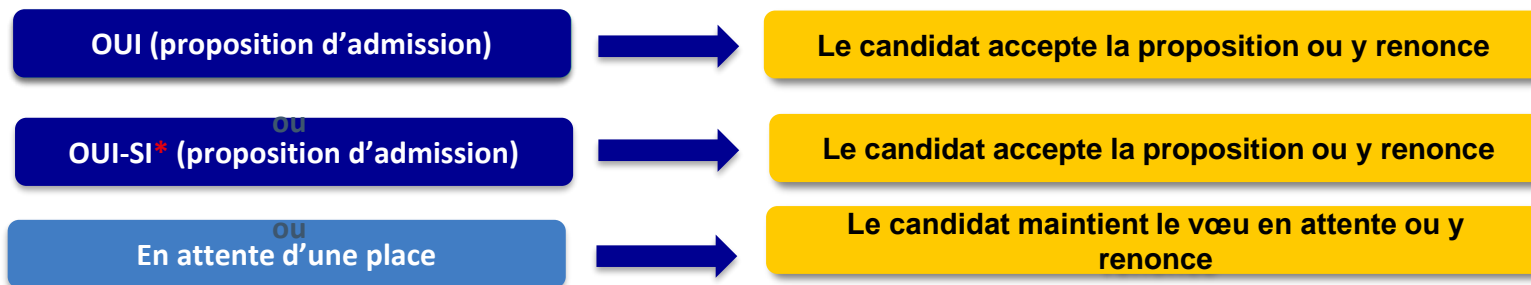 OUI (proposition d’admission)
Le candidat accepte la proposition ou y renonce
ou
OUI-SI* (proposition d’admission)
Le candidat accepte la proposition ou y renonce
ou
En attente d’une place
Le candidat maintient le vœu en attente ou y
renonce